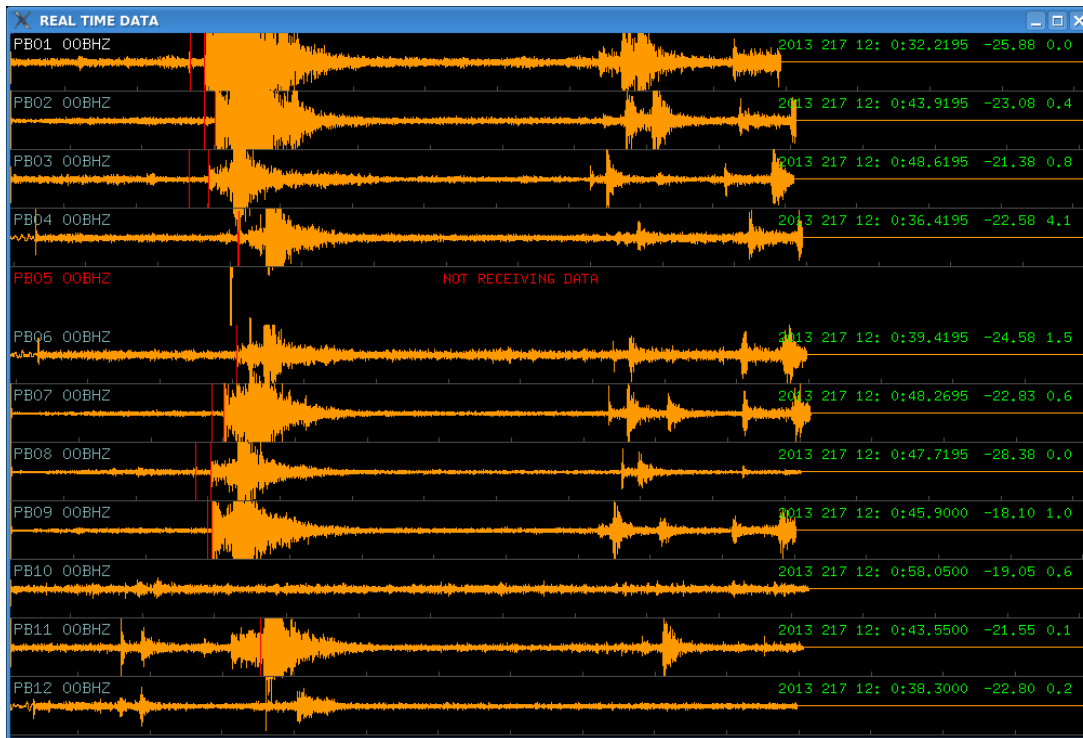 REAL TIME DATA
PB01 00BHZ 2013 217 12: 0:32.2195 -25.88 0.0
PB02 00BHZ 2013 217 12: 0:43.9195 -23.08 0.4
PB03 00BHZ 2013 217 12: 0:48.6195 -21.38 0.8
PB04 00BHZ 2013 217 12: 0:36.4195 -22.58 4.1
PB05 00BHZ NOT RECEIVING DATA
PB06 00BHZ 2013 217 12: 0:39.4195 -24.58 1.5
PB07 00BHZ 2013 217 12: 0:48.2695 -22.83 0.6
PB08 00BHZ 2013 217 12: 0:47.7195 -28.38 0.0
PB09 00BHZ 2013 217 12: 0:45.9000 -18.10 1.0
PB10 00BHZ 2013 217 12: 0:58.0500 -19.05 0.6
PB11 00BHZ 2013 217 12: 0:43.5500 -21.55 0.1
PB12 00BHZ 2013 217 12: 0:38.3000 -22.80 0.2